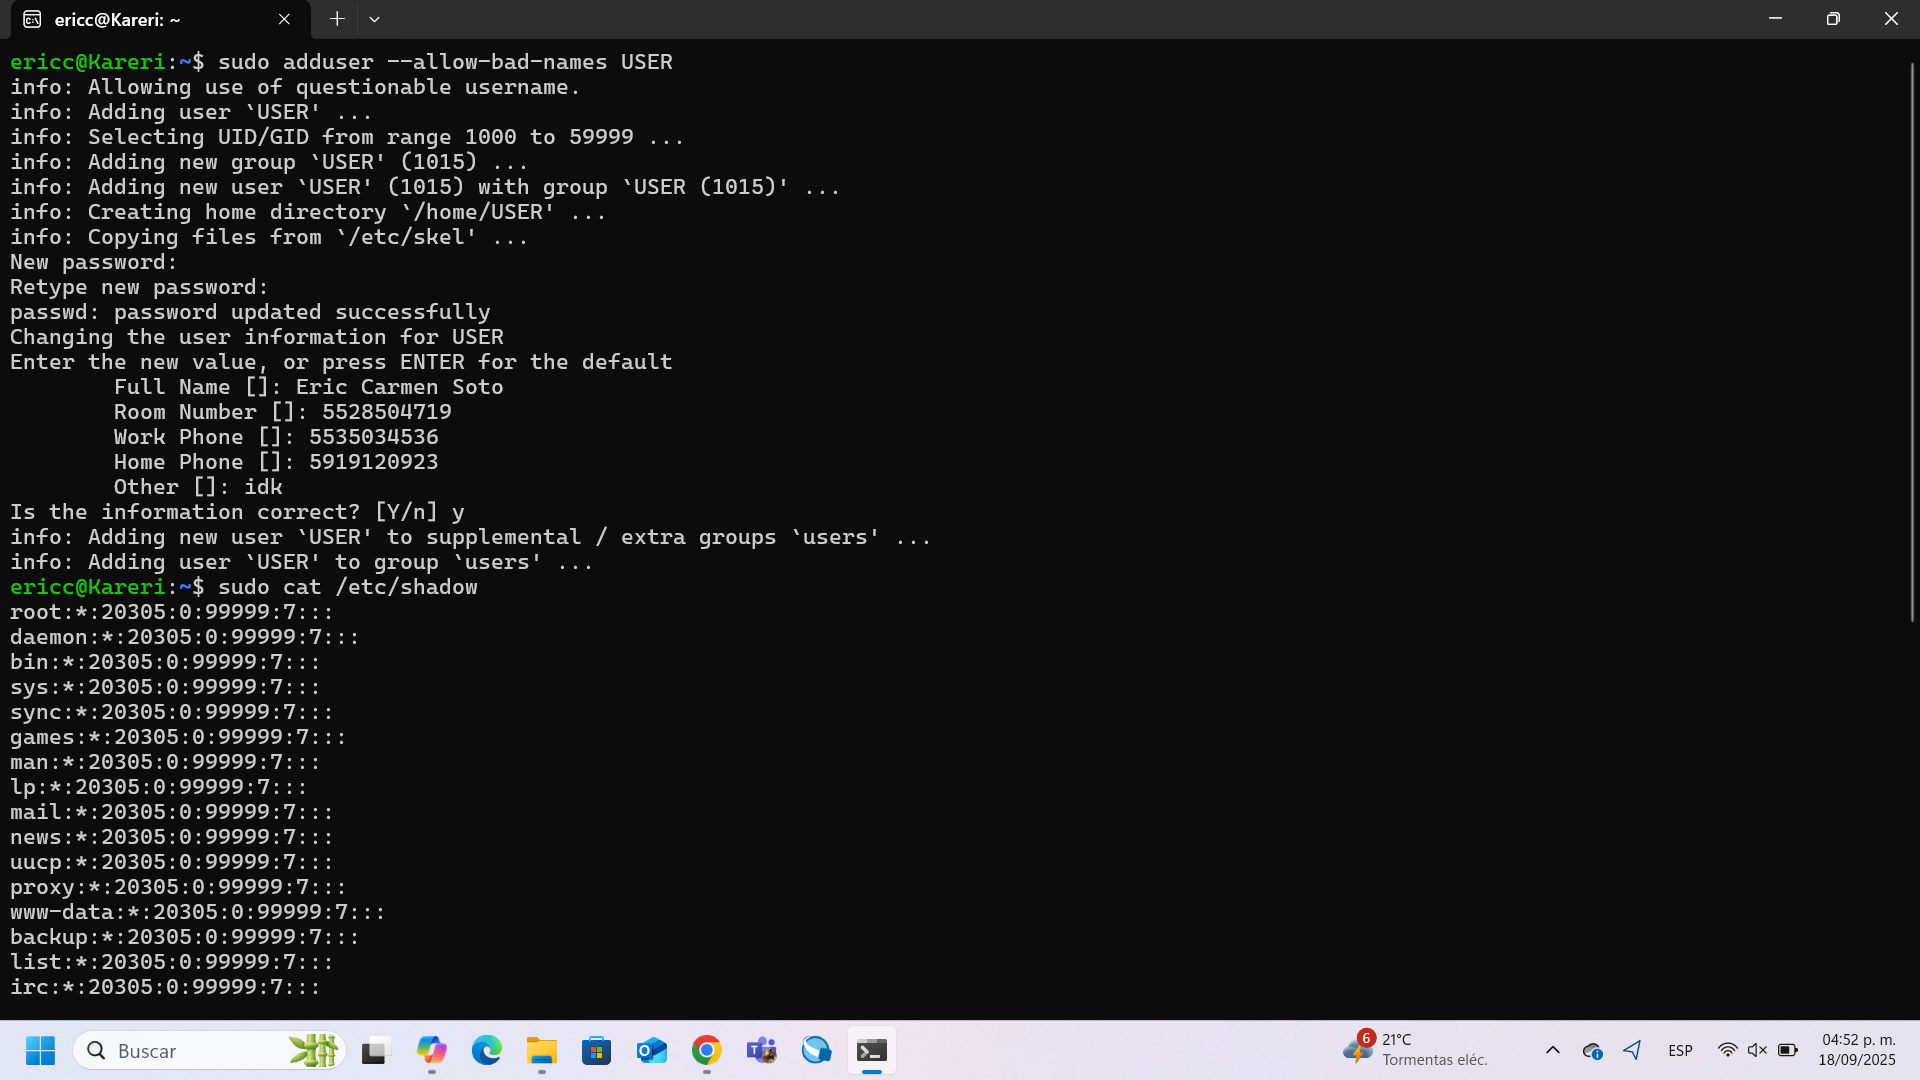 ericc@Kareri: ~
ericc@Kareri:~$ sudo adduser --allow-bad-names USER
info: Allowing use of questionable username.
info: Adding user `USER' ...
info: Selecting UID/GID from range 1000 to 59999 ...
info: Adding new group `USER' (1015) ...
info: Adding new user `USER' (1015) with group `USER (1015)' ...
info: Creating home directory `/home/USER' ...
info: Copying files from `/etc/skel' ...
New password:
Retype new password:
passwd: password updated successfully
Changing the user information for USER
Enter the new value, or press ENTER for the default
Full Name []: Eric Carmen Soto
Room Number []: 5528504719
Work Phone []: 5535034536
Home Phone []: 5919120923
Other []: idk
Is the information correct? [Y/n] y
info: Adding new user `USER' to supplemental / extra groups `users' ...
info: Adding user `USER' to group `users' ...
ericc@Kareri:~$ sudo cat /etc/shadow
root:*:20305:0:99999:7:::
daemon:*:20305:0:99999:7:::
bin:*:20305:0:99999:7:::
sys:*:20305:0:99999:7:::
sync:*:20305:0:99999:7:::
games:*:20305:0:99999:7:::
man:*:20305:0:99999:7:::
lp:*:20305:0:99999:7:::
mail:*:20305:0:99999:7:::
news:*:20305:0:99999:7:::
uucp:*:20305:0:99999:7:::
proxy:*:20305:0:99999:7:::
www-data:*:20305:0:99999:7:::
backup:*:20305:0:99999:7:::
list:*:20305:0:99999:7:::
irc:*:20305:0:99999:7:::
Buscar
6
21°C
Tormentas eléc.
ESP
04:52 p. m.
18/09/2025